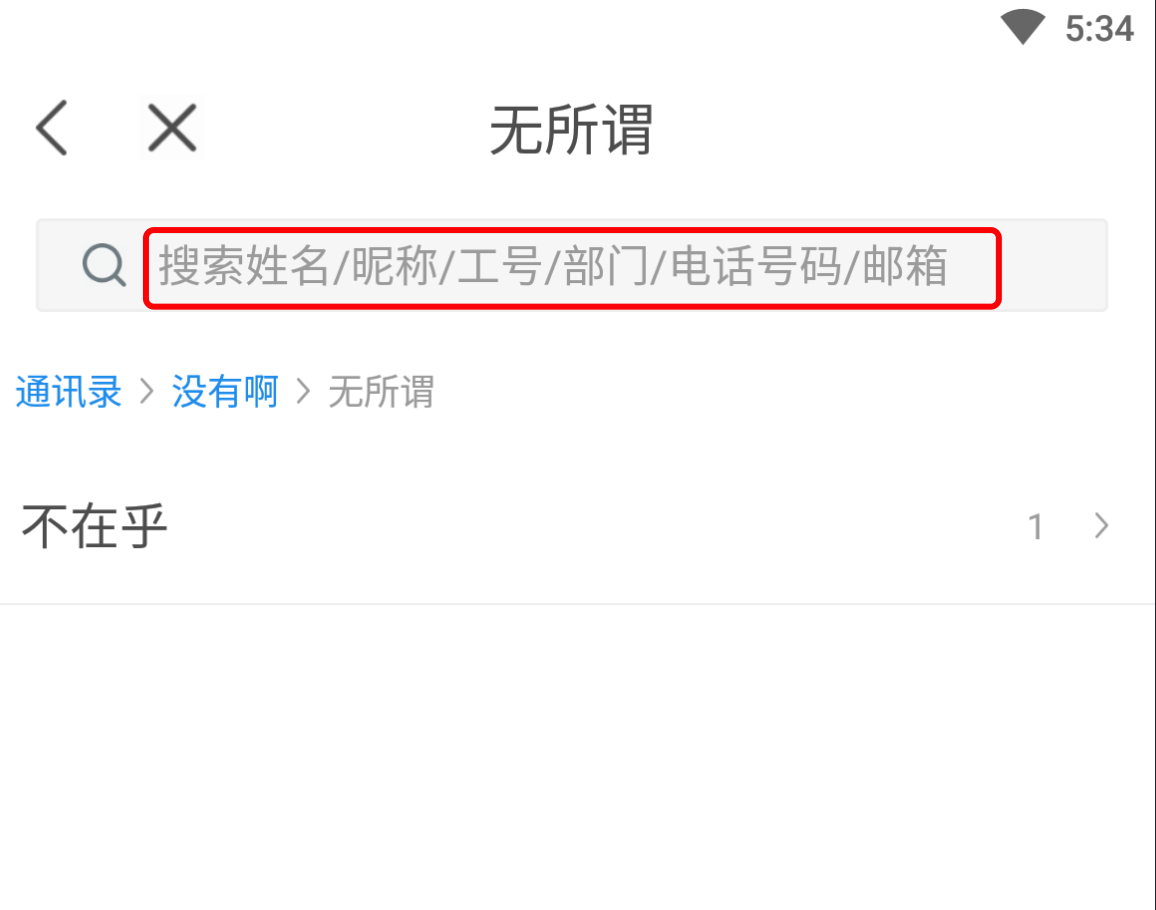 5:34
无所谓
搜索姓名/昵称/工号/部门/电话号码/邮箱
通讯录 > 没有啊 > 无所谓
不在乎 1